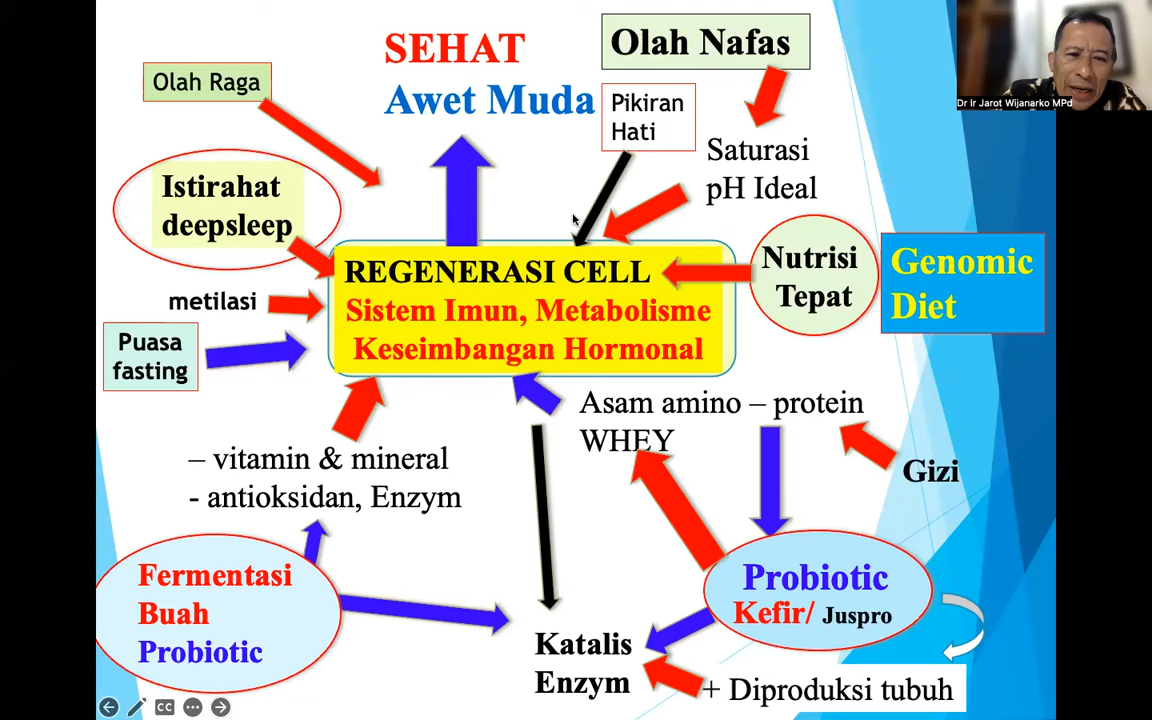 SEHAT
Awet Muda
Olah Nafas
Olah Raga
Pikiran
Hati
Saturasi
pH Ideal
Dr Ir Jarot Wijanarko MPd
Istirahat
deepsleep
REGENERASI CELL
Sistem Imun, Metabolisme
Keseimbangan Hormonal
Nutrisi
Tepat
Genomic
Diet
metilasi
Puasa
fasting
Asam amino – protein
WHEY
Gizi
– vitamin & mineral
- antioksidan, Enzym
Fermentasi
Buah
Probiotic
Probiotic
Kefir/ Juspro
Katalis
Enzym
+ Diproduksi tubuh
CC